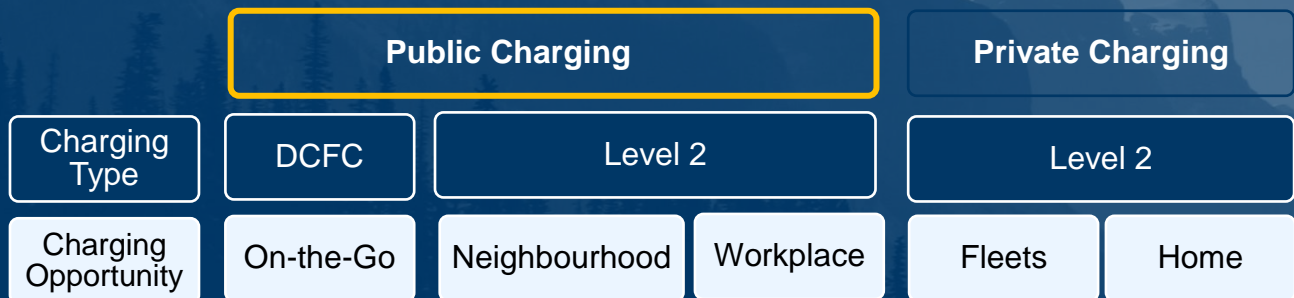 Public Charging
Private Charging
Charging
Type
DCFC
Level 2
Level 2
Charging
Opportunity
On-the-Go
Neighbourhood
Workplace
Fleets
Home